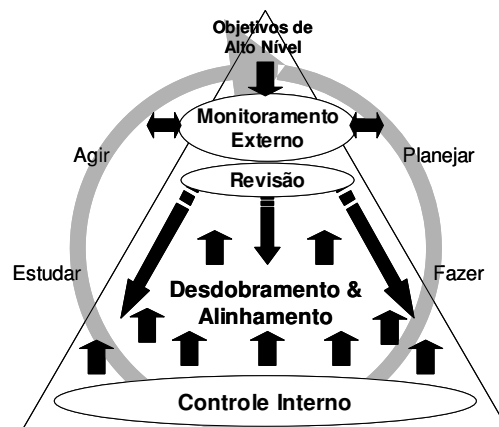 Objetivos de
Alto Nível
Monitoramento
Externo
Agir
Planejar
Revisão
Estudar
Fazer
Desdobramento &
Alinhamento
Controle Interno